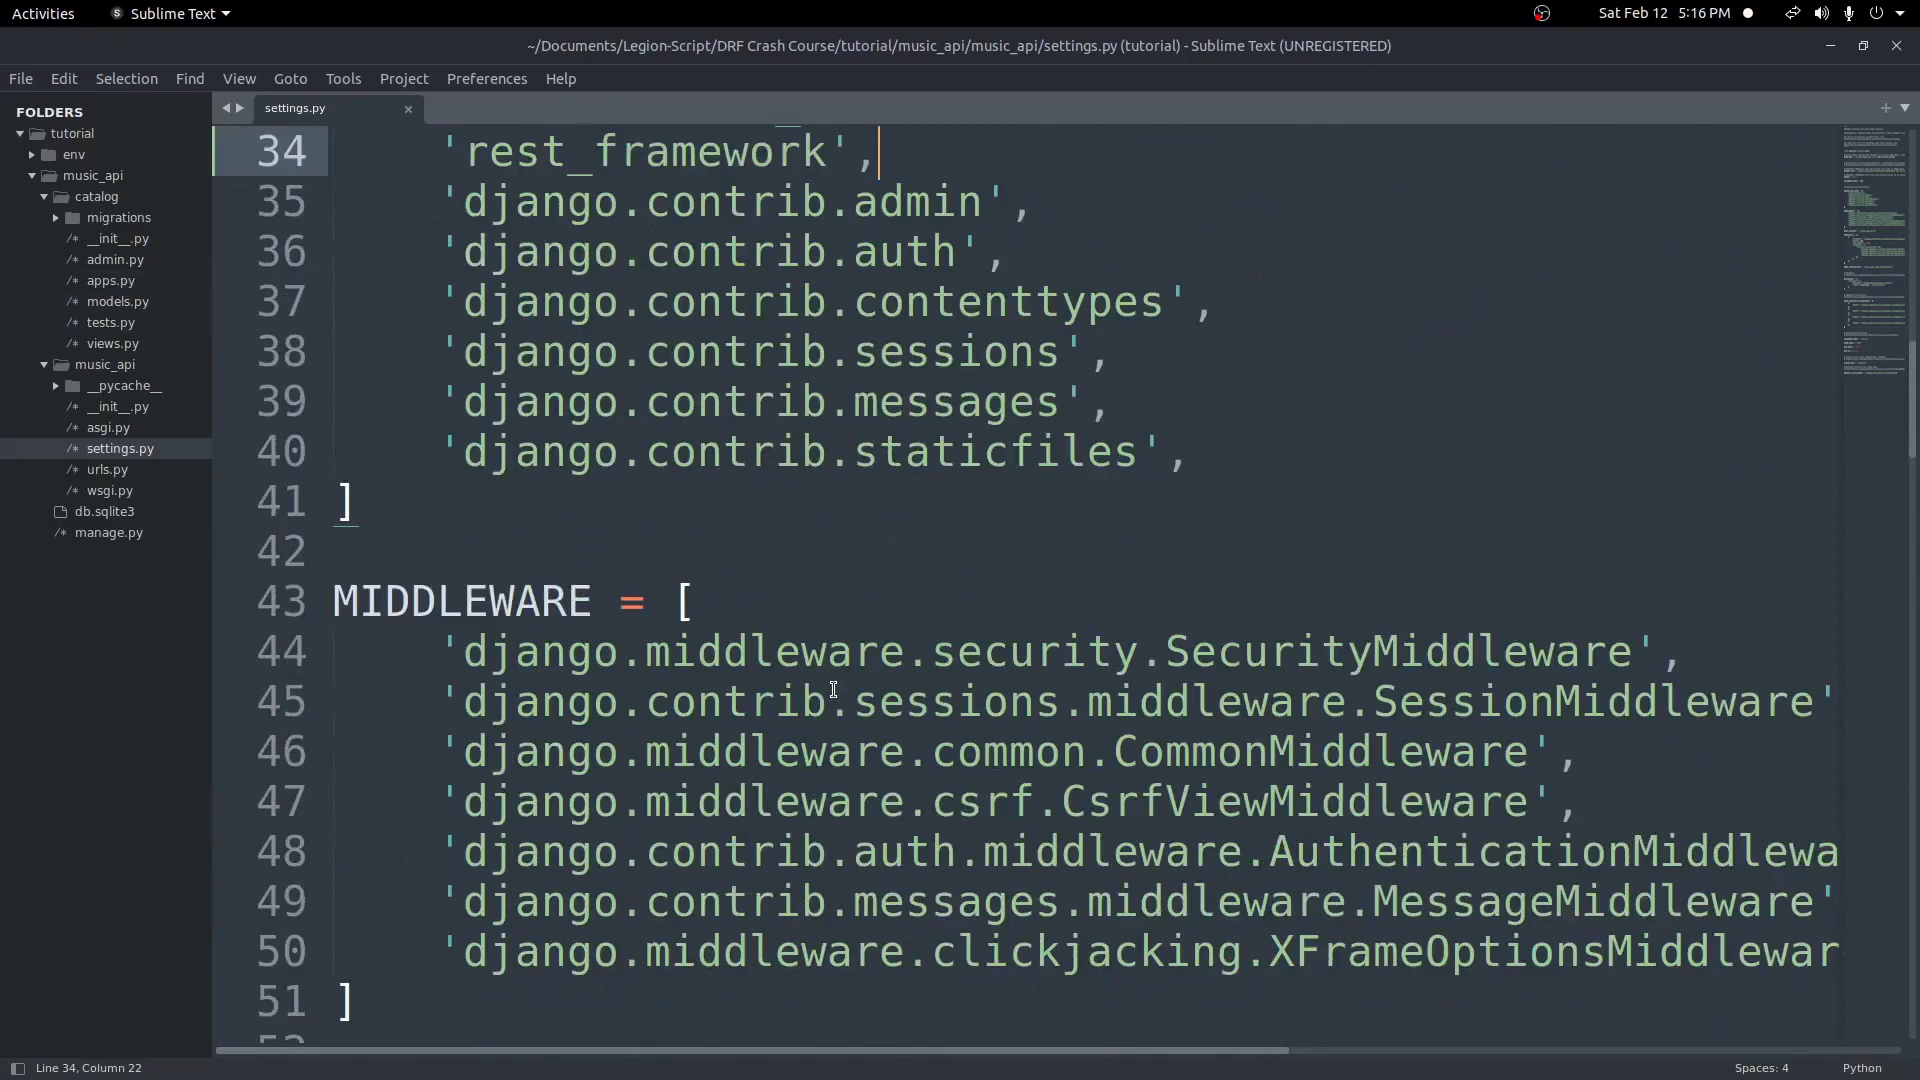 Activities
Sublime Text
Sat Feb 12 5:16 PM
~/Documents/Legion-Script/DRF Crash Course/tutorial/music_api/music_api/settings.py (tutorial) - Sublime Text (UNREGISTERED)
File Edit Selection Find View Goto Tools Project Preferences Help
FOLDERS
tutorial
env
music_api
catalog
migrations
/* __init__.py
/* admin.py
/* apps.py
/* models.py
/* tests.py
/* views.py
music_api
__pycache__
/* __init__.py
/* asgi.py
/* settings.py
/* urls.py
/* wsgi.py
db.sqlite3
/* manage.py
settings.py
34 'rest_framework',
35 'django.contrib.admin',
36 'django.contrib.auth',
37 'django.contrib.contenttypes',
38 'django.contrib.sessions',
39 'django.contrib.messages',
40 'django.contrib.staticfiles',
41 ]
42
43 MIDDLEWARE = [
44 'django.middleware.security.SecurityMiddleware',
45 'django.contrib.sessions.middleware.SessionMiddleware'
46 'django.middleware.common.CommonMiddleware',
47 'django.middleware.csrf.CsrfViewMiddleware',
48 'django.contrib.auth.middleware.AuthenticationMiddlewa
49 'django.contrib.messages.middleware.MessageMiddleware'
50 'django.middleware.clickjacking.XFrameOptionsMiddlewar
51 ]
Line 34, Column 22
Spaces: 4
Python